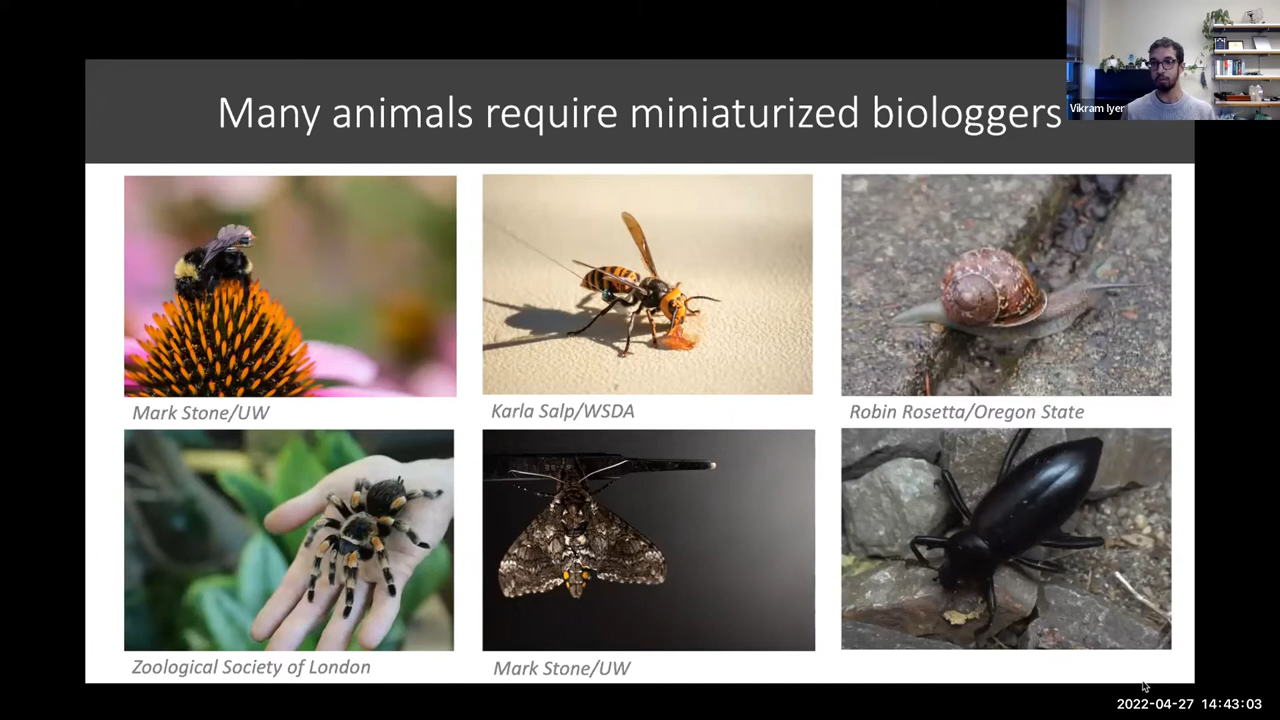 Many animals require miniaturized biologgers
Vikram Iyer
Mark Stone/UW
Karla Salp/WSDA
Robin Rosetta/Oregon State
Zoological Society of London
Mark Stone/UW
2022-04-27 14:43:03